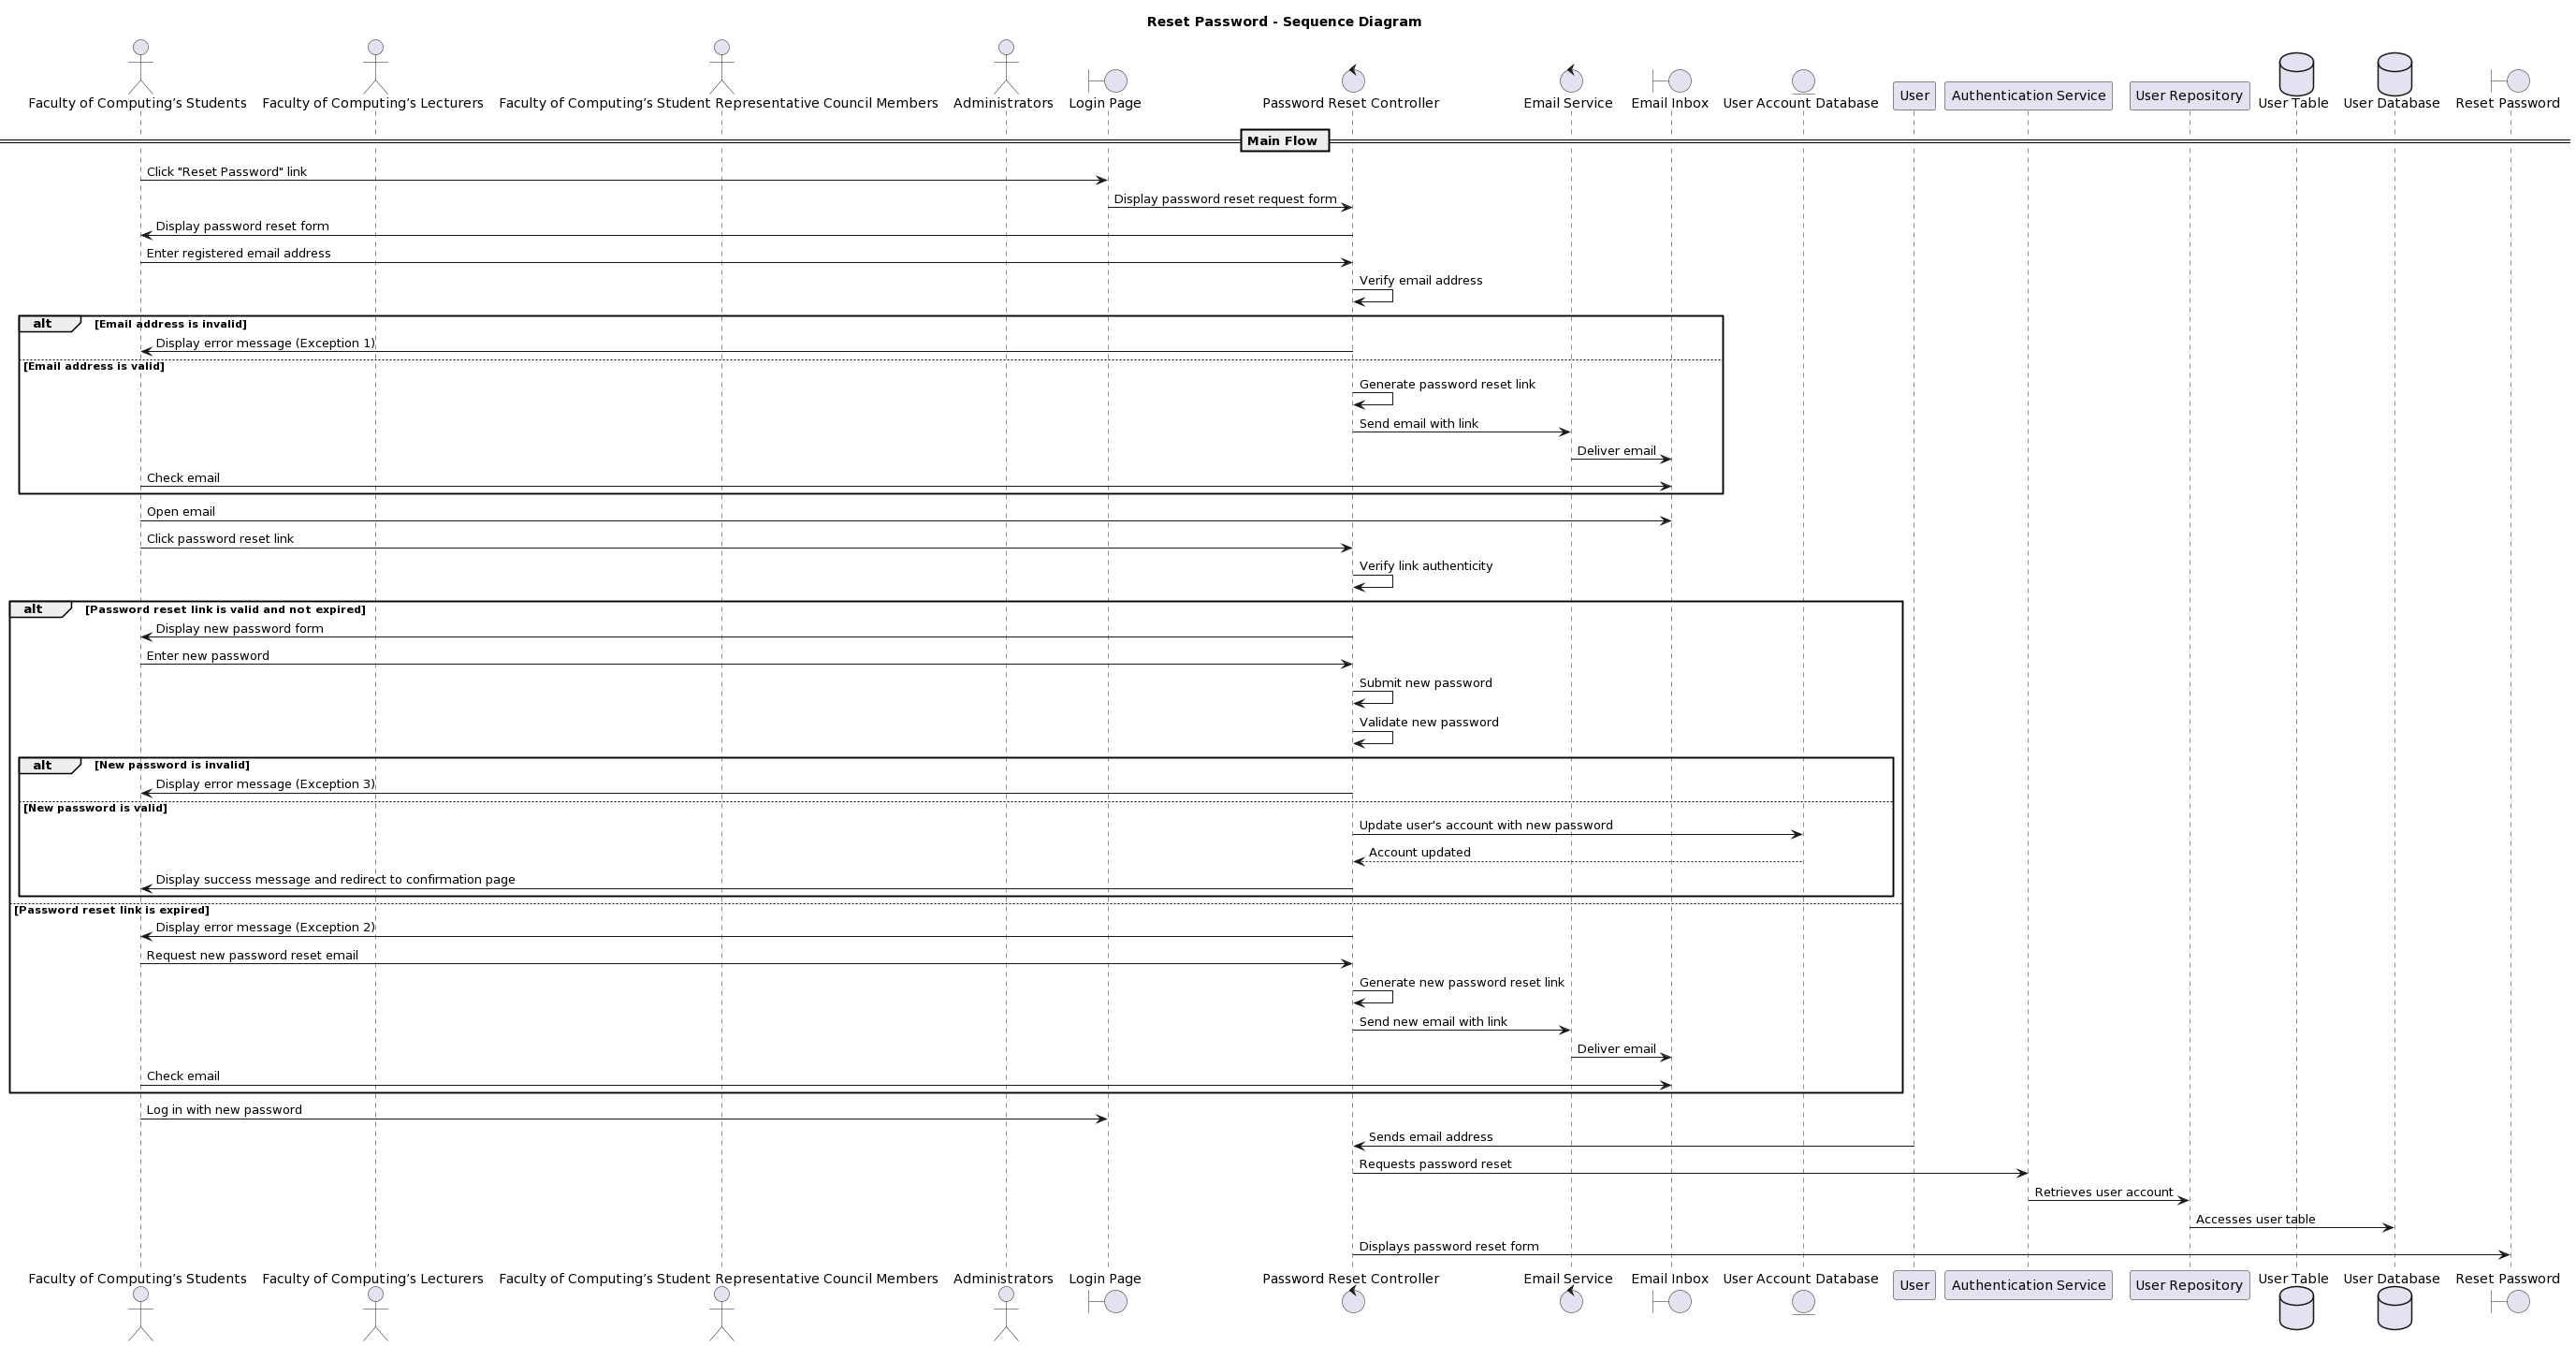 Reset Password - Sequence Diagram
Faculty of Computing’s Students
Faculty of Computing’s Lecturers
Faculty of Computing’s Student Representative Council Members
Administrators
Login Page
Password Reset Controller
Email Service
Email Inbox
User Account Database
User
Authentication Service
User Repository
User Table
User Database
Reset Password
Main Flow
Click "Reset Password" link
Display password reset request form
Display password reset form
Enter registered email address
Verify email address
alt [Email address is invalid]
Display error message (Exception 1)
[Email address is valid]
Generate password reset link
Send email with link
Deliver email
Check email
Open email
Click password reset link
Verify link authenticity
alt [Password reset link is valid and not expired]
Display new password form
Enter new password
Submit new password
Validate new password
alt [New password is invalid]
Display error message (Exception 3)
[New password is valid]
Update user's account with new password
Account updated
Display success message and redirect to confirmation page
[Password reset link is expired]
Display error message (Exception 2)
Request new password reset email
Generate new password reset link
Send new email with link
Deliver email
Check email
Log in with new password
Sends email address
Requests password reset
Retrieves user account
Accesses user table
Displays password reset form
Faculty of Computing’s Students
Faculty of Computing’s Lecturers
Faculty of Computing’s Student Representative Council Members
Administrators
Login Page
Password Reset Controller
Email Service
Email Inbox
User Account Database
User
Authentication Service
User Repository
User Table
User Database
Reset Password